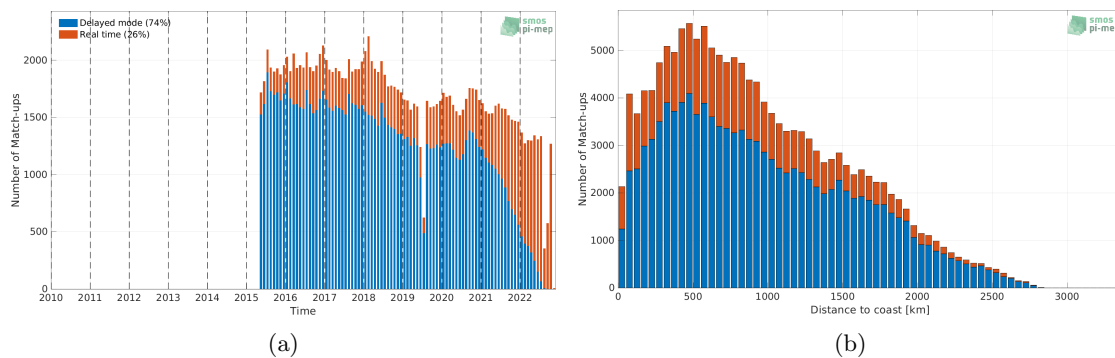 Delayed mode (74%)
Real time (26%)
smos
pi-mep
2000
1500
1000
500
0
2010 2011 2012 2013 2014 2015 2016 2017 2018 2019 2020 2021 2022
Time
Number of Match-ups
(a)
smos
pi-mep
5000
4000
3000
2000
1000
0
0 500 1000 1500 2000 2500 3000
Distance to coast [km]
Number of Match-ups
(b)